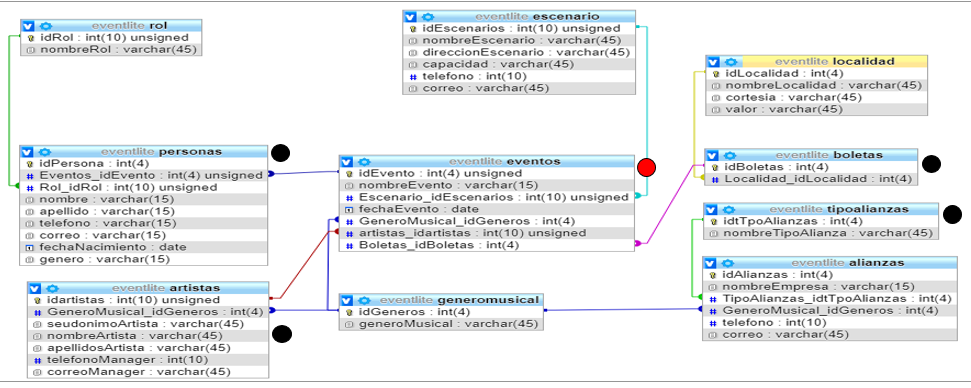 eventlite rol
idRol : int(10) unsigned
nombreRol : varchar(45)
eventlite escenario
idEscenarios : int(10) unsigned
nombreEscenario : varchar(45)
direccionEscenario : varchar(45)
capacidad : varchar(45)
telefono : int(10)
correo : varchar(45)
eventlite localidad
idLocalidad : int(4)
nombreLocalidad : varchar(45)
cortesia : varchar(45)
valor : varchar(45)
eventlite personas
idPersona : int(4)
Eventos_idEvento : int(4) unsigned
Rol_idRol : int(10) unsigned
nombre : varchar(15)
apellido : varchar(15)
telefono : varchar(15)
correo : varchar(15)
fechaNacimiento : date
genero : varchar(15)
eventlite eventos
idEvento : int(4) unsigned
nombreEvento : varchar(15)
Escenario_idEscenarios : int(10) unsigned
fechaEvento : date
GeneroMusical_idGeneros : int(4)
artistas_idartistas : int(10) unsigned
Boletas_idBoletas : int(4)
eventlite boletas
idBoletas : int(4)
Localidad_idLocalidad : int(4)
eventlite tipoalianzas
idtTpoAlianzas : int(4)
nombreTipoAlianza : varchar(45)
eventlite alianzas
idAlianzas : int(4)
nombreEmpresa : varchar(15)
TipoAlianzas_idtTpoAlianzas : int(4)
GeneroMusical_idGeneros : int(4)
telefono : int(10)
correo : varchar(45)
eventlite artistas
idartistas : int(10) unsigned
GeneroMusical_idGeneros : int(4)
seudonimoArtista : varchar(45)
nombreArtista : varchar(45)
apellidosArtista : varchar(45)
telefonoManager : int(10)
correoManager : varchar(45)
eventlite generomusical
idGeneros : int(4)
generoMusical : varchar(45)